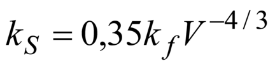 k_S = 0,35k_f V^{-4/3}